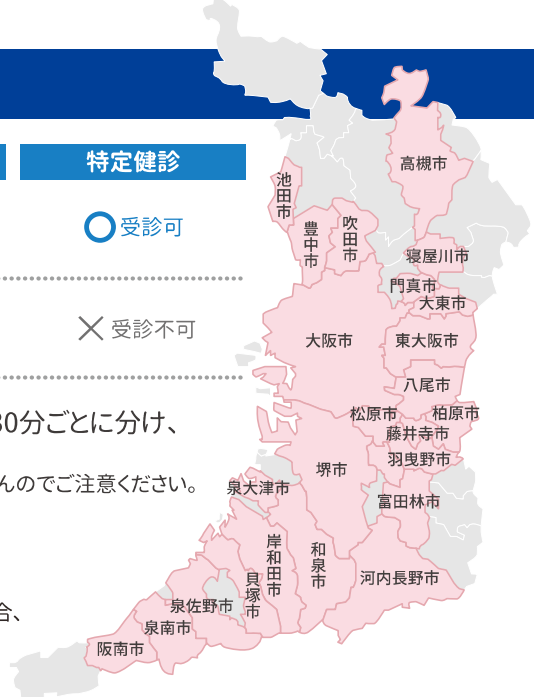 特定健診
受診可
受診不可
30分ごとに分け、
んのでご注意ください。
合、
高槻市
池田市
豊中市
吹田市
寝屋川市
門真市
大東市
大阪市
東大阪市
八尾市
松原市
柏原市
藤井寺市
羽曳野市
堺市
泉大津市
富田林市
岸和田市
和泉市
貝塚市
河内長野市
泉佐野市
泉南市
阪南市